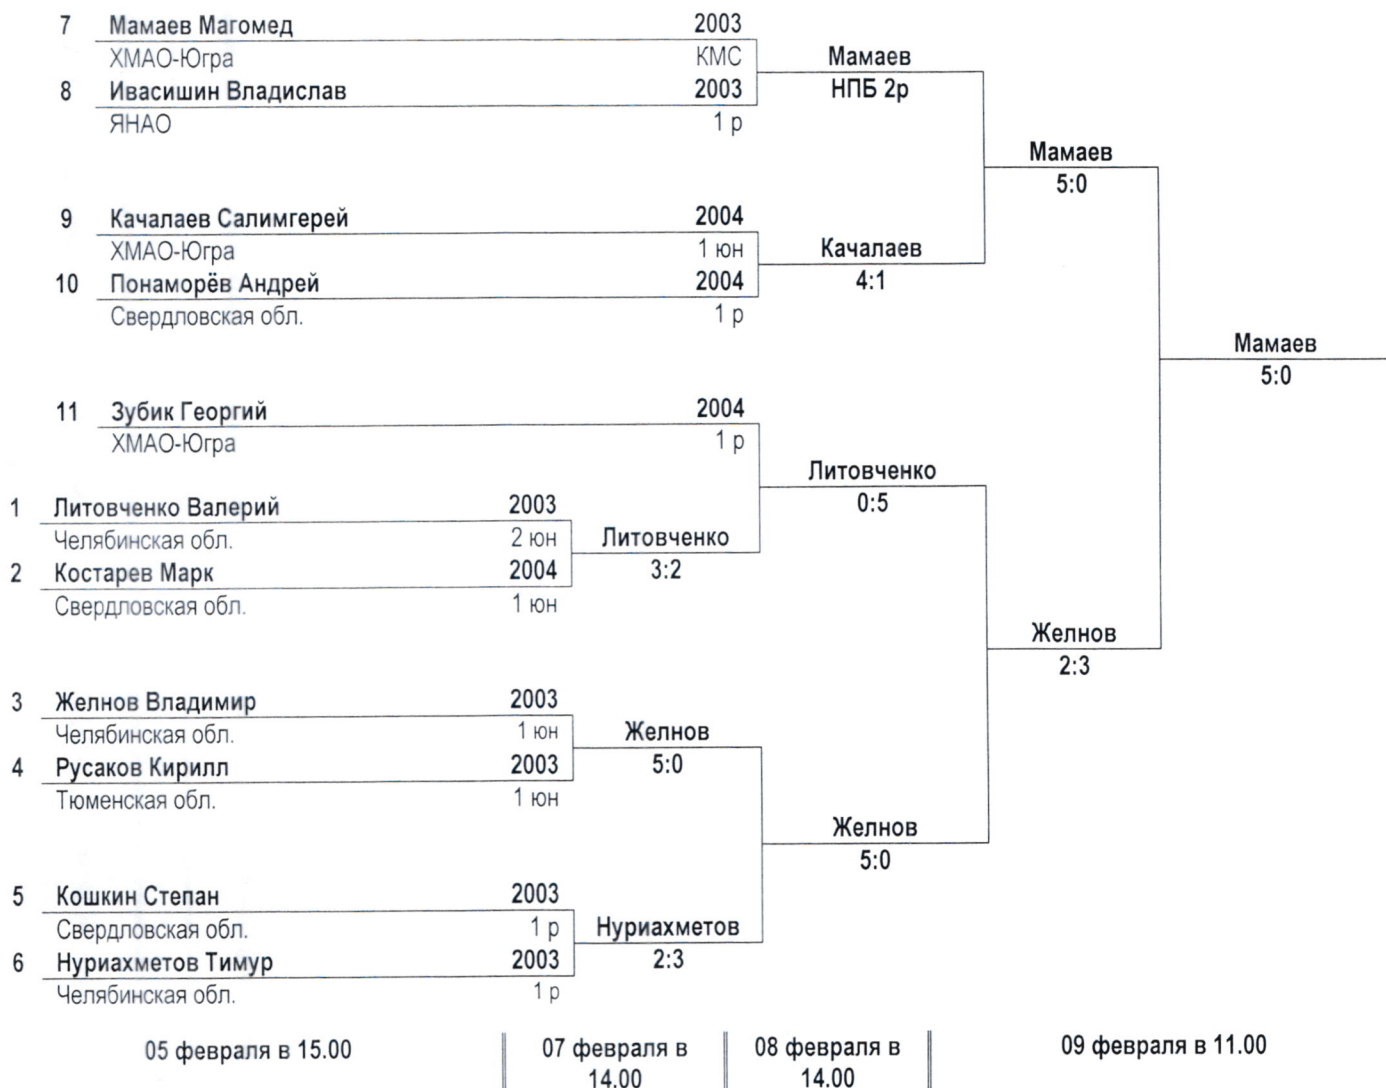 7 Мамаев Магомед 2003
ХМАО-Югра КМС
Мамаев
8 Ивасишин Владислав 2003
НПБ 2р
ЯНАО 1 р
Мамаев
5:0
9 Качалаев Салимгерей 2004
ХМАО-Югра 1 юн
Качалаев
10 Понаморёв Андрей 2004
4:1
Свердловская обл. 1 р
Мамаев
5:0
11 Зубик Георгий 2004
ХМАО-Югра 1 р
Литовченко
0:5
1 Литовченко Валерий 2003
Челябинская обл. 2 юн
Литовченко
2 Костарев Марк 2004
3:2
Свердловская обл. 1 юн
Желнов
2:3
3 Желнов Владимир 2003
Челябинская обл. 1 юн
Желнов
4 Русаков Кирилл 2003
5:0
Тюменская обл. 1 юн
Желнов
5:0
5 Кошкин Степан 2003
Свердловская обл. 1 р
Нуриахметов
6 Нуриахметов Тимур 2003
2:3
Челябинская обл. 1 р
05 февраля в 15.00
07 февраля в
14.00
08 февраля в
14.00
09 февраля в 11.00